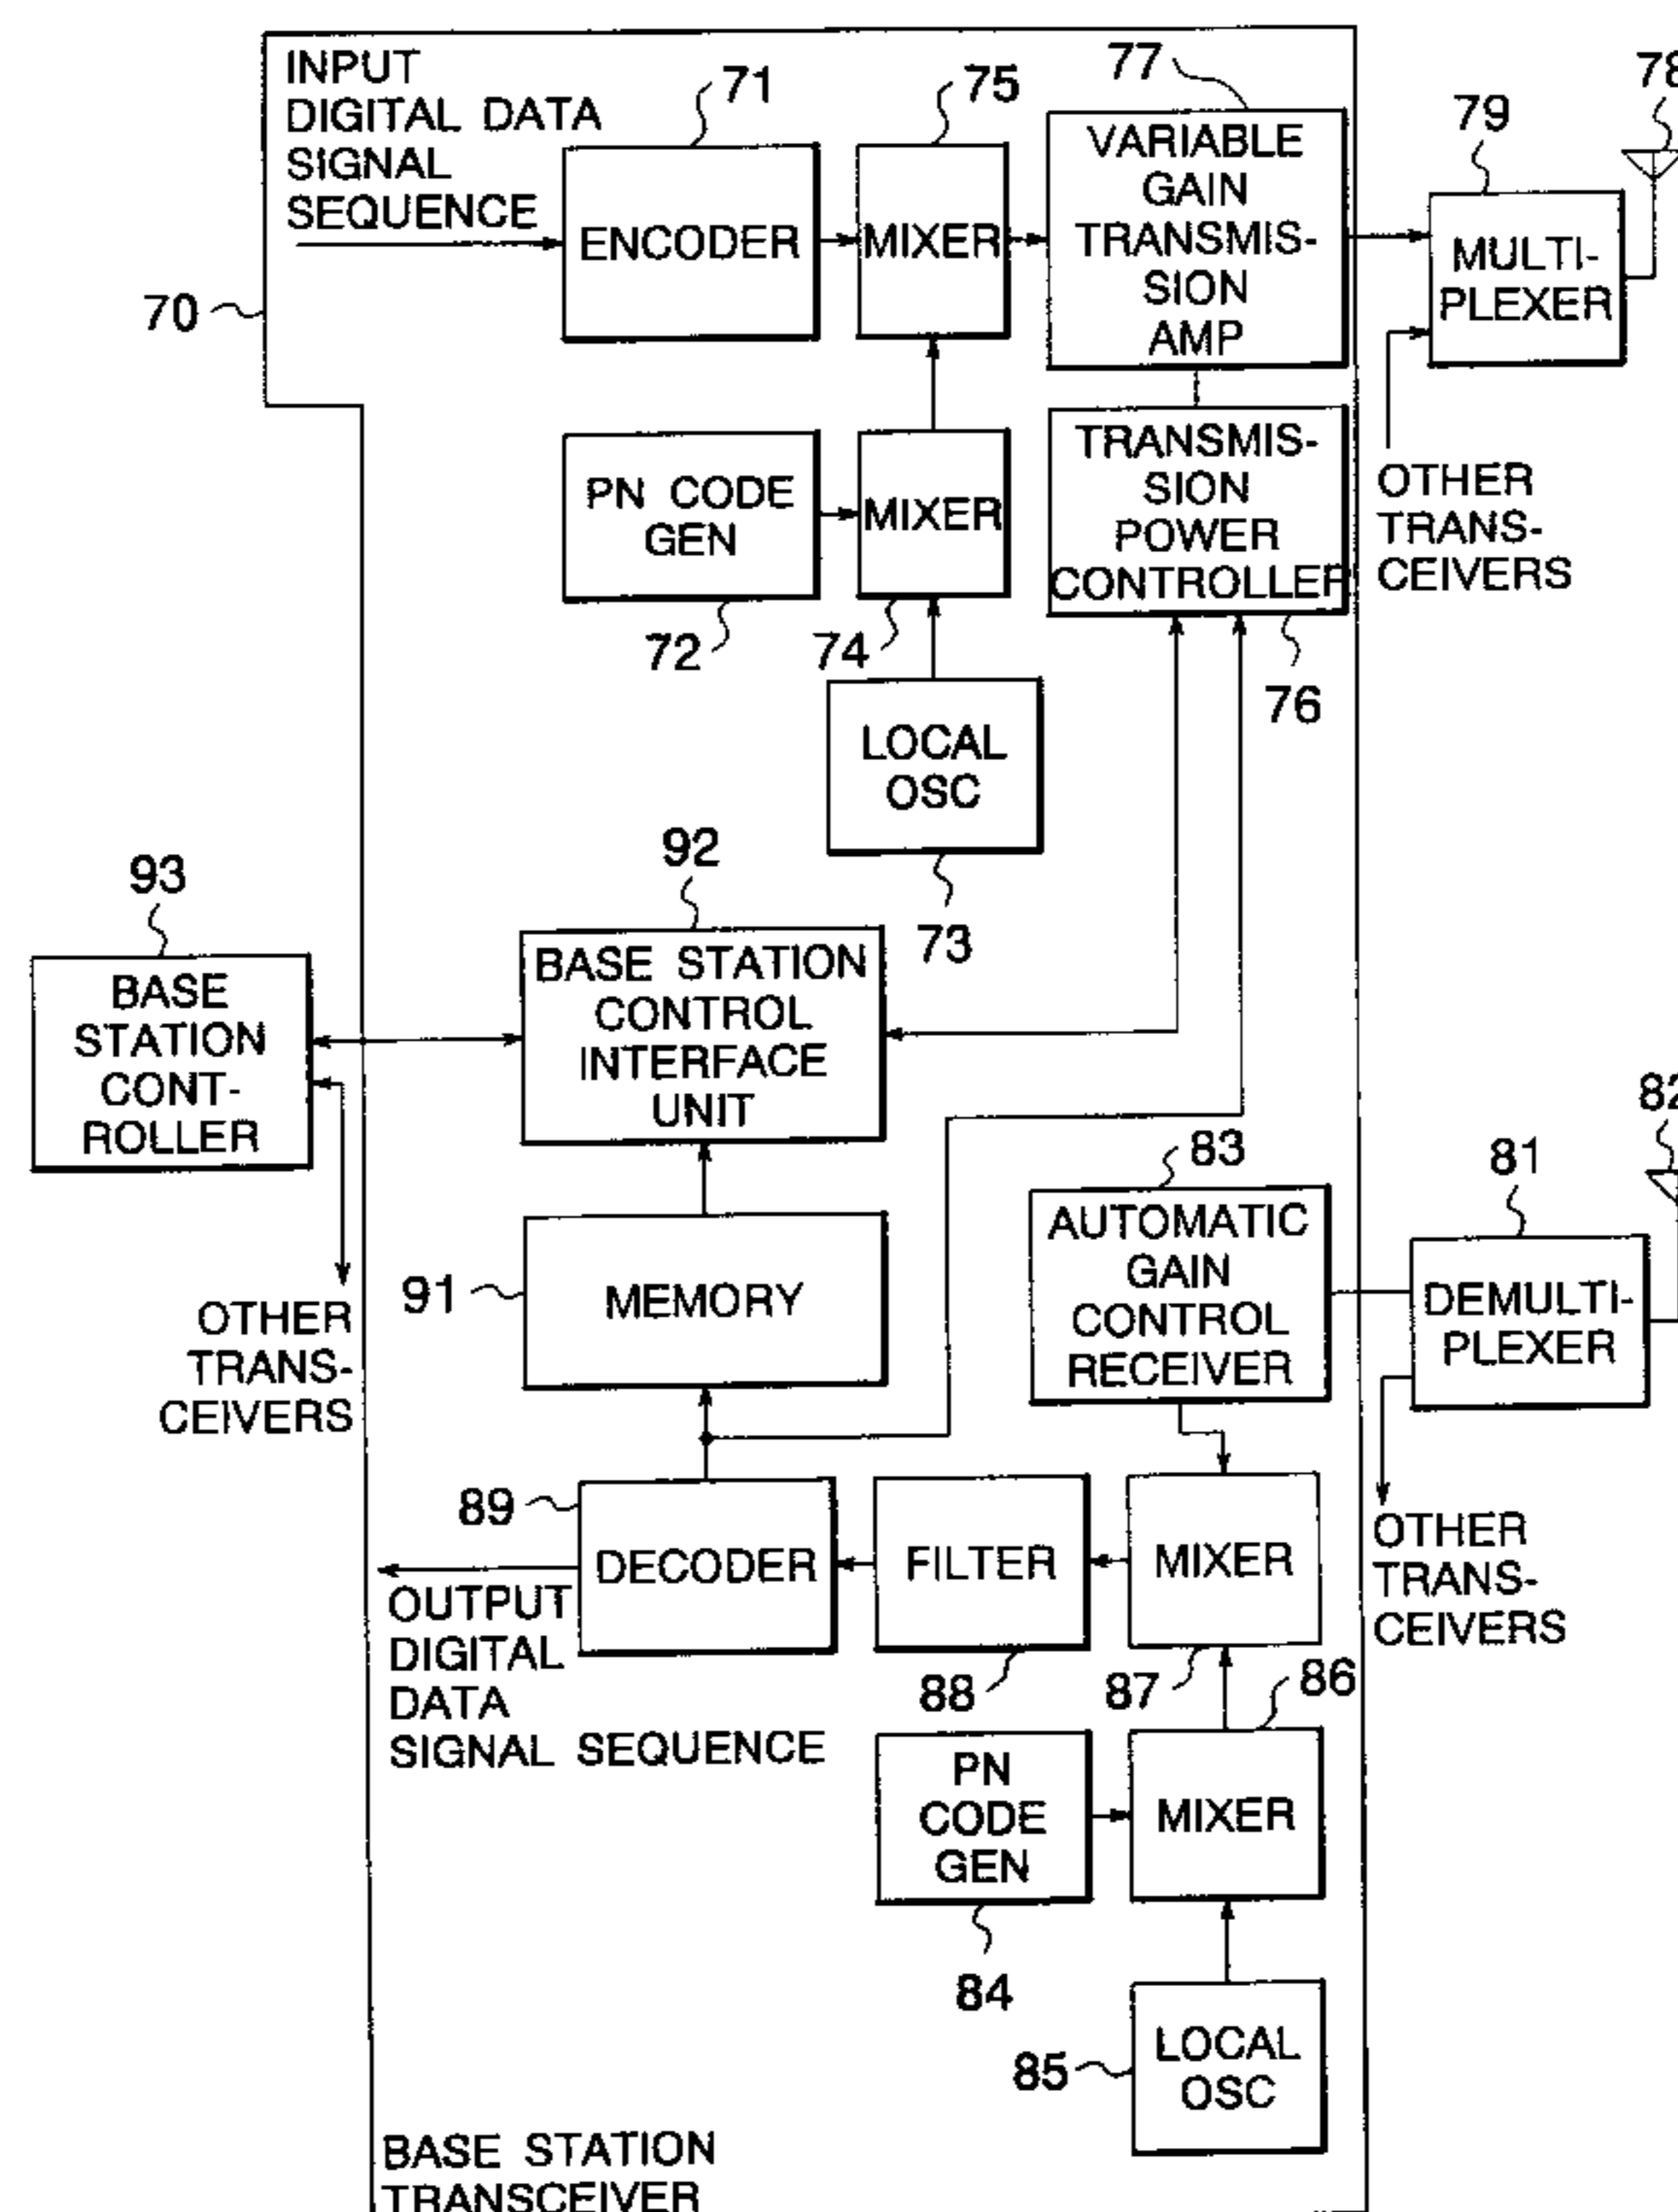 INPUT
DIGITAL DATA
SIGNAL
SEQUENCE
70
71
ENCODER
75
MIXER
77
VARIABLE
GAIN
TRANSMIS-
SION
AMP
79
MULTI-
PLEXER
78
OTHER
TRANS-
CEIVERS
PN CODE
GEN
72
MIXER
74
TRANSMIS-
SION
POWER
CONTROLLER
76
LOCAL
OSC
73
93
BASE
STATION
CONT-
ROLLER
OTHER
TRANS-
CEIVERS
92
BASE STATION
CONTROL
INTERFACE
UNIT
91
MEMORY
83
AUTOMATIC
GAIN
CONTROL
RECEIVER
81
DEMULTI-
PLEXER
82
OTHER
TRANS-
CEIVERS
89
DECODER
OUTPUT
DIGITAL
DATA
SIGNAL SEQUENCE
FILTER
88
MIXER
87
86
PN
CODE
GEN
84
MIXER
85
LOCAL
OSC
BASE STATION
TRANSCEIVER